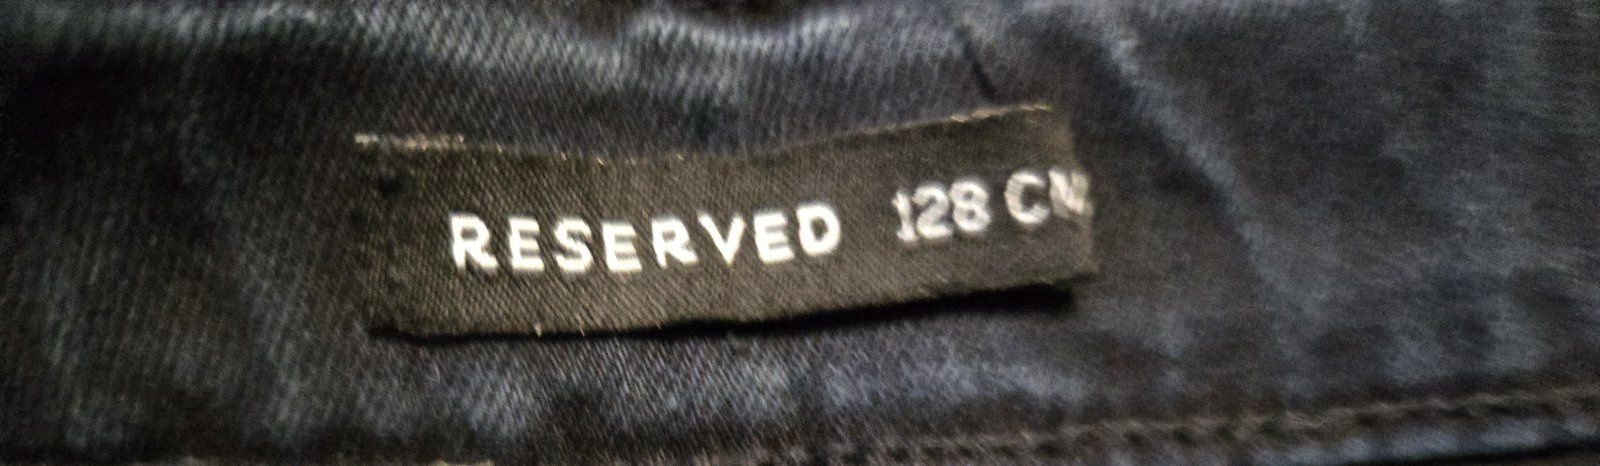 RESERVED 128 CM